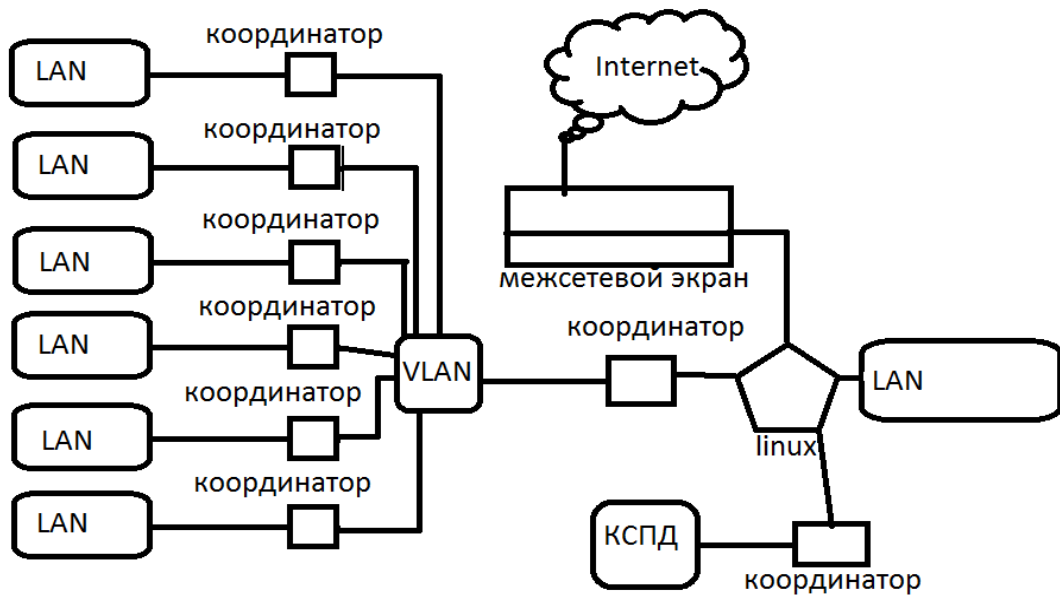 координатор
LAN
Internet
координатор
LAN
координатор
LAN
межсетевой экран
координатор
LAN
координатор
VLAN
LAN
координатор
LAN
linux
координатор
LAN
КСПД
координатор